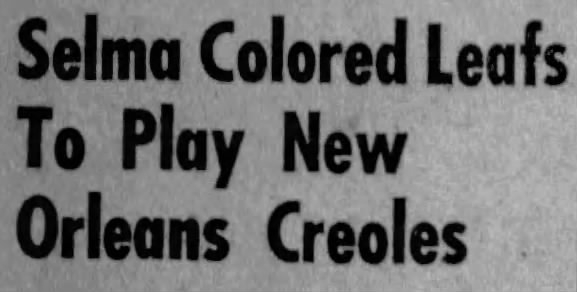 Selma Colored Leafs
To Play New
Orleans Creoles